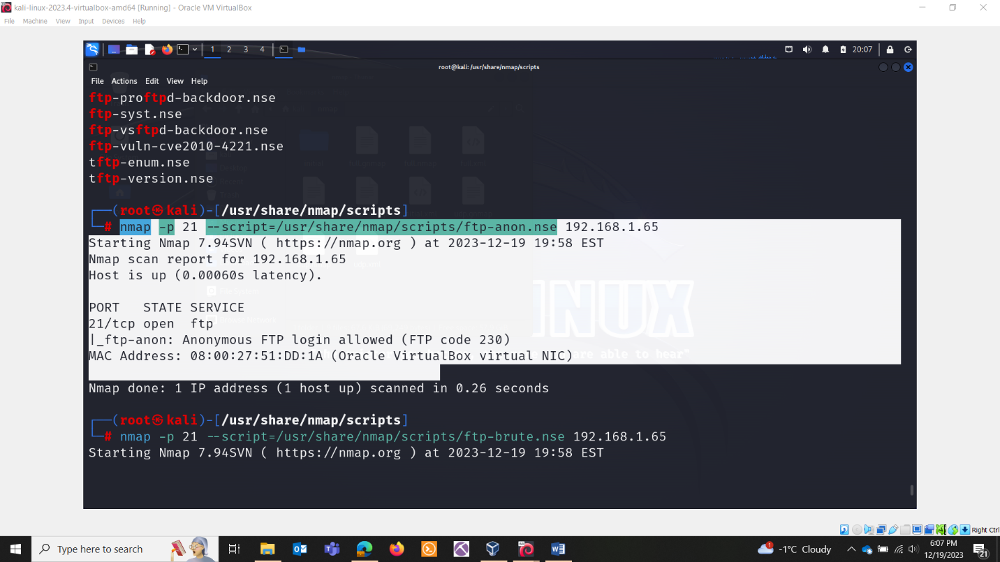 kali-linux-2023.4-virtualbox-amd64 [Running] - Oracle VM VirtualBox
File Machine View Input Devices Help
1 2 3 4 20:07
root@kali: /usr/share/nmap/scripts
File Actions Edit View Help
ftp-proftpd-backdoor.nse
ftp-syst.nse
ftp-vsftpd-backdoor.nse
ftp-vuln-cve2010-4221.nse
tftp-enum.nse
tftp-version.nse
┌──(root㉿kali)-[/usr/share/nmap/scripts]
└─# nmap -p 21 --script=/usr/share/nmap/scripts/ftp-anon.nse 192.168.1.65
Starting Nmap 7.94SVN ( https://nmap.org ) at 2023-12-19 19:58 EST
Nmap scan report for 192.168.1.65
Host is up (0.00060s latency).
PORT   STATE SERVICE
21/tcp open  ftp
|_ftp-anon: Anonymous FTP login allowed (FTP code 230)
MAC Address: 08:00:27:51:DD:1A (Oracle VirtualBox virtual NIC)
Nmap done: 1 IP address (1 host up) scanned in 0.26 seconds
┌──(root㉿kali)-[/usr/share/nmap/scripts]
└─# nmap -p 21 --script=/usr/share/nmap/scripts/ftp-brute.nse 192.168.1.65
Starting Nmap 7.94SVN ( https://nmap.org ) at 2023-12-19 19:58 EST
NUX
are able to hear"
Right Ctrl
Type here to search
1
-1°C Cloudy
6:07 PM
12/19/2023
21